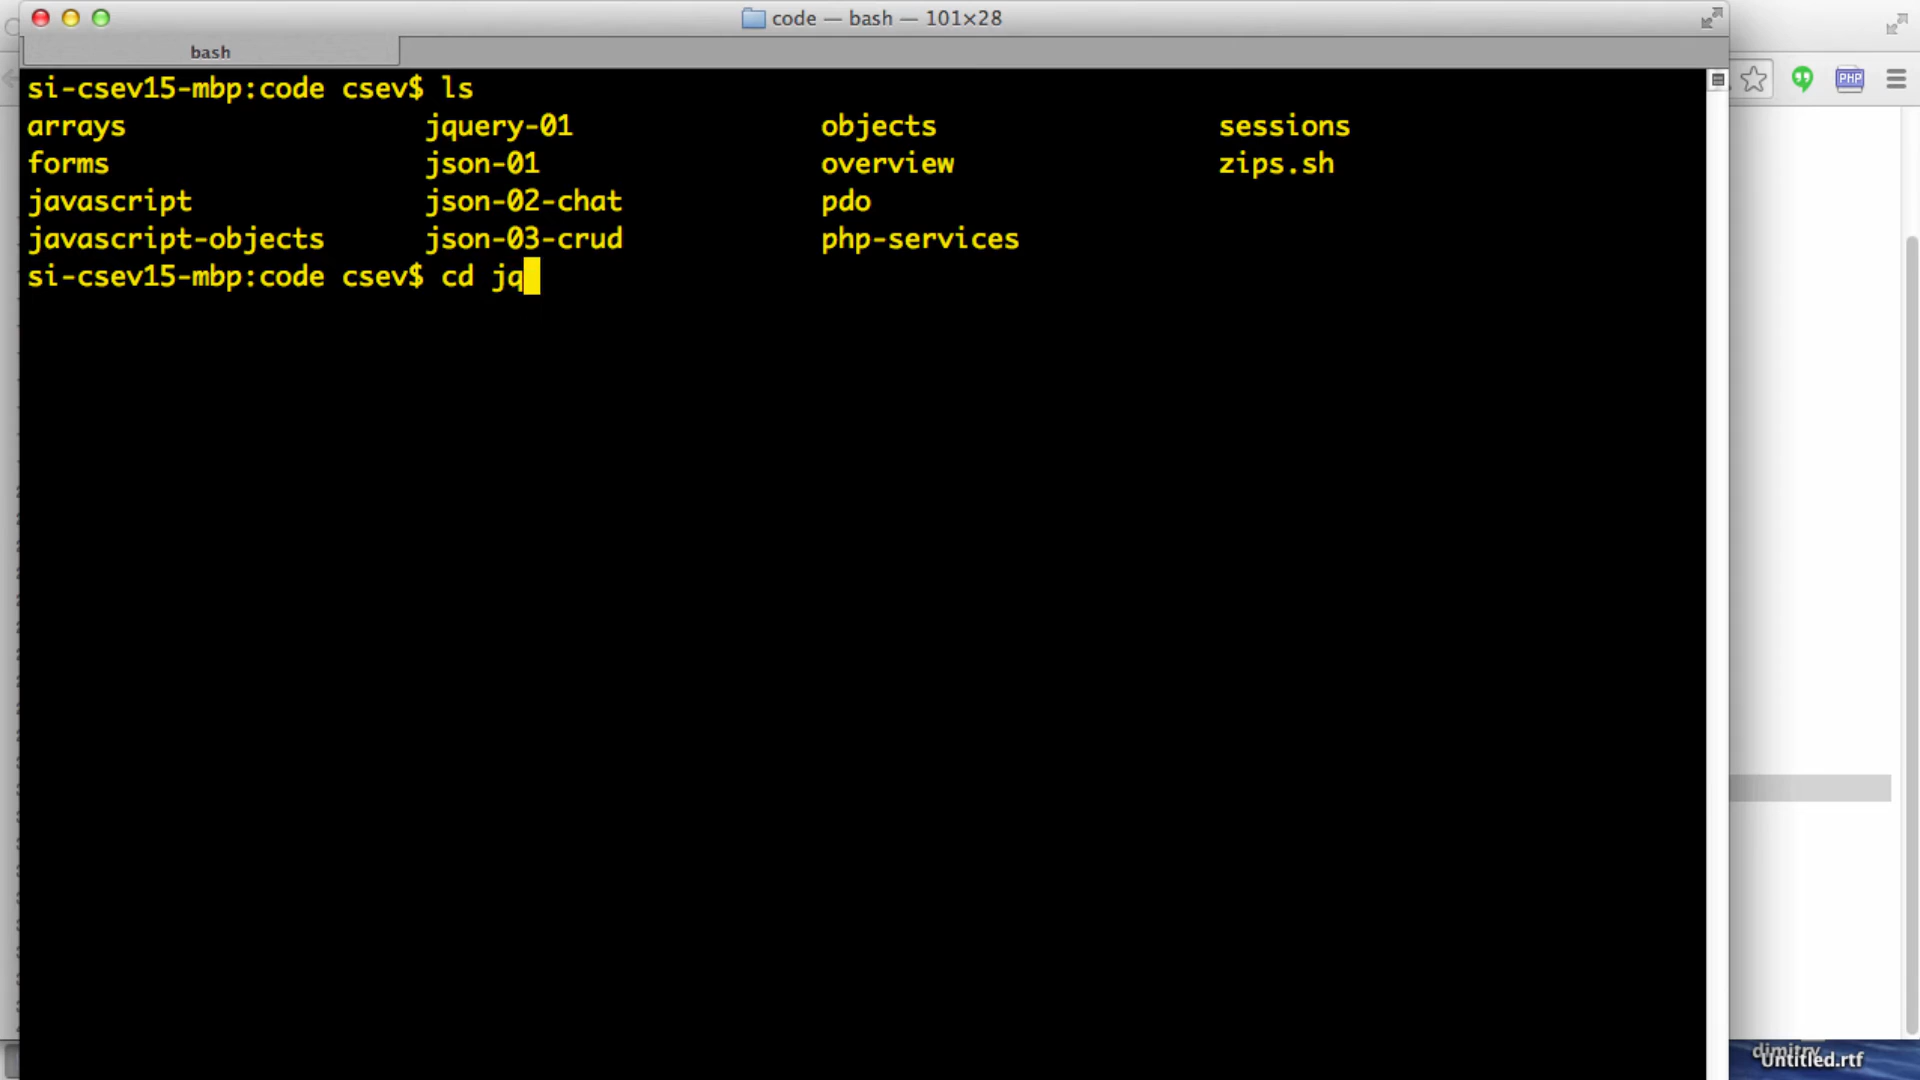 code — bash — 101×28
bash
si-csev15-mbp:code csev$ ls
arrays jquery-01 objects sessions
forms json-01 overview zips.sh
javascript json-02-chat pdo
javascript-objects json-03-crud php-services
si-csev15-mbp:code csev$ cd jq
PHP
dimitry
Untitled.rtf